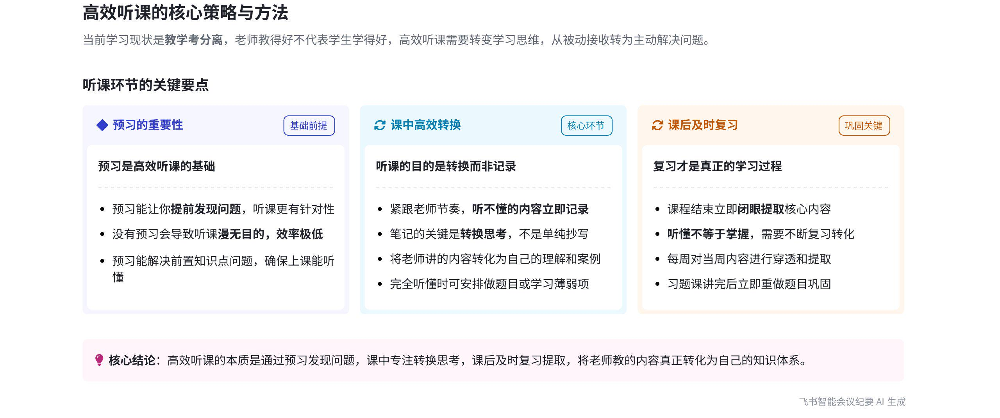 高效听课的核心策略与方法
当前学习现状是教学考分离，老师教得好不代表学生学得好，高效听课需要转变学习思维，从被动接收转为主动解决问题。
听课环节的关键要点
预习的重要性
基础前提
预习是高效听课的基础
预习能让你提前发现问题，听课更有针对性
没有预习会导致听课漫无目的，效率极低
预习能解决前置知识点问题，确保上课能听
懂
课中高效转换
核心环节
听课的目的是转换而非记录
紧跟老师节奏，听不懂的内容立即记录
笔记的关键是转换思考，不是单纯抄写
将老师讲的内容转化为自己的理解和案例
完全听懂时可安排做题目或学习薄弱项
课后及时复习
巩固关键
复习才是真正的学习过程
课程结束立即闭眼提取核心内容
听懂不等于掌握，需要不断复习转化
每周对当周内容进行穿透和提取
习题课讲完后立即重做题目巩固
核心结论：高效听课的本质是通过预习发现问题，课中专注转换思考，课后及时复习提取，将老师教的内容真正转化为自己的知识体系。
飞书智能会议纪要 AI 生成